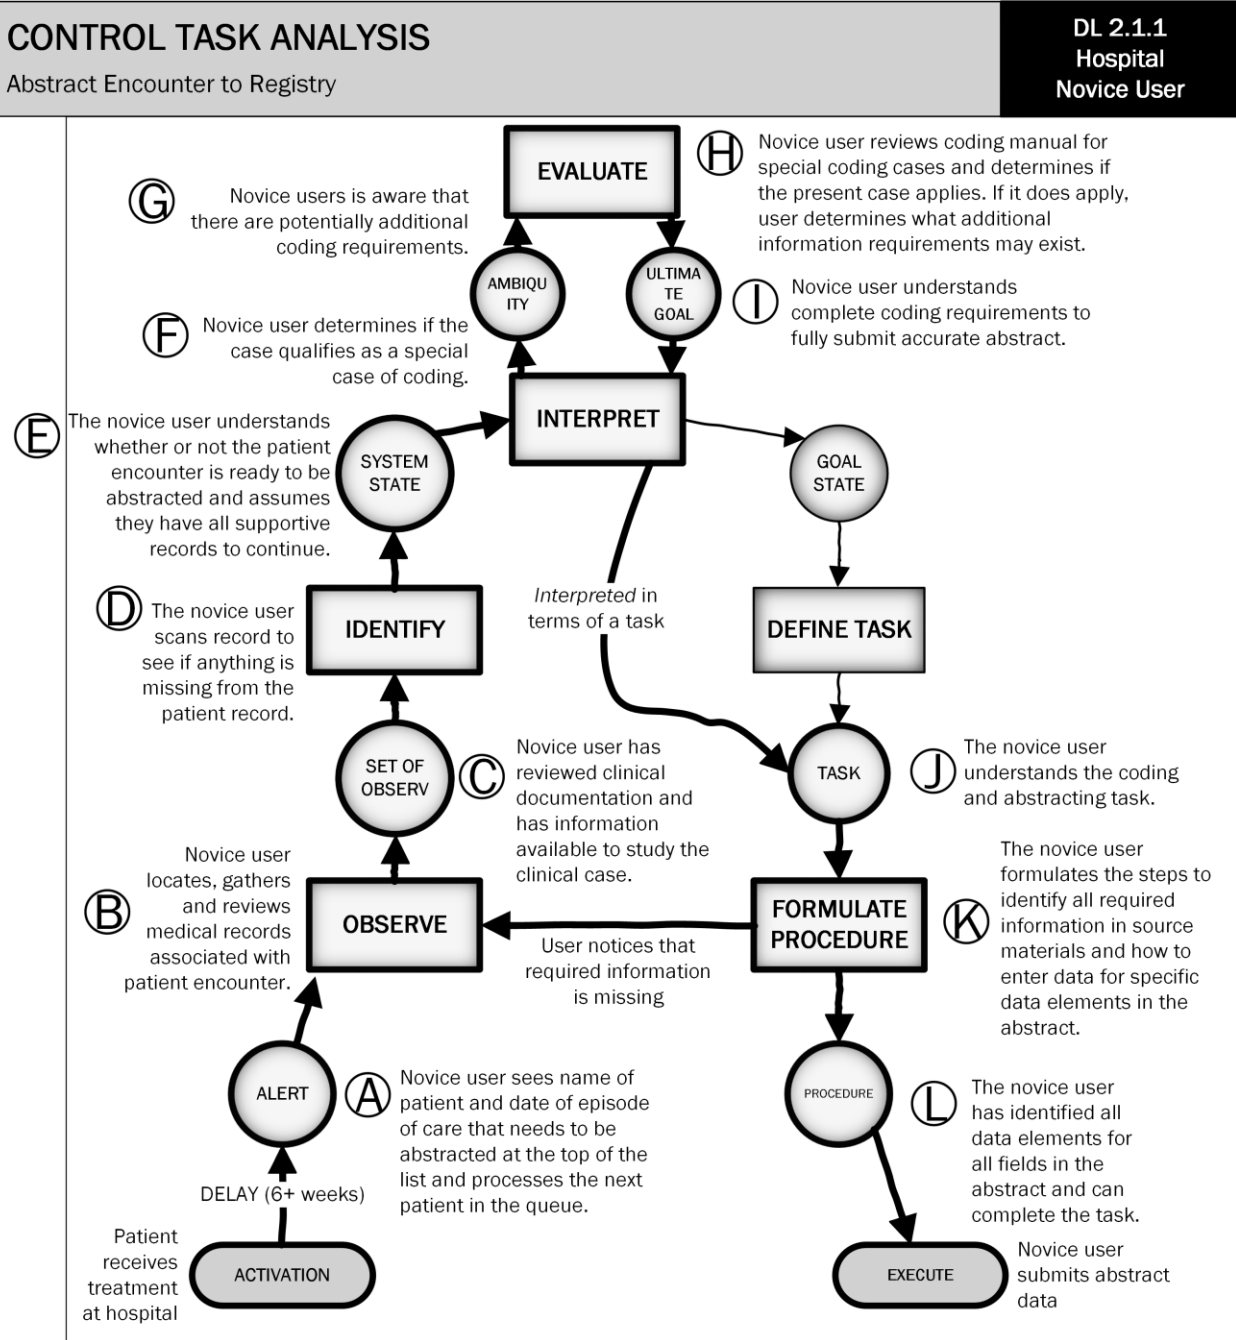 CONTROL TASK ANALYSIS
Abstract Encounter to Registry
DL 2.1.1
Hospital
Novice User
EVALUATE
H
Novice user reviews coding manual for
special coding cases and determines if
the present case applies. If it does apply,
user determines what additional
information requirements may exist.
G
Novice users is aware that
there are potentially additional
coding requirements.
AMBIQU
ITY
ULTIMA
TE
GOAL
I
Novice user understands
complete coding requirements to
fully submit accurate abstract.
F
Novice user determines if the
case qualifies as a special
case of coding.
INTERPRET
E
The novice user understands
whether or not the patient
encounter is ready to be
abstracted and assumes
they have all supportive
records to continue.
SYSTEM
STATE
GOAL
STATE
D
The novice user
scans record to
see if anything is
missing from the
patient record.
IDENTIFY
Interpreted in
terms of a task
DEFINE TASK
SET OF
OBSERV
C
Novice user has
reviewed clinical
documentation and
has information
available to study the
clinical case.
TASK
J
The novice user
understands the coding
and abstracting task.
B
Novice user
locates, gathers
and reviews
medical records
associated with
patient encounter.
OBSERVE
User notices that
required information
is missing
FORMULATE
PROCEDURE
K
The novice user
formulates the steps to
identify all required
information in source
materials and how to
enter data for specific
data elements in the
abstract.
ALERT
A
Novice user sees name of
patient and date of episode
of care that needs to be
abstracted at the top of the
list and processes the next
patient in the queue.
PROCEDURE
L
The novice user
has identified all
data elements for
all fields in the
abstract and can
complete the task.
DELAY (6+ weeks)
Patient
receives
treatment
at hospital
ACTIVATION
EXECUTE
Novice user
submits abstract
data